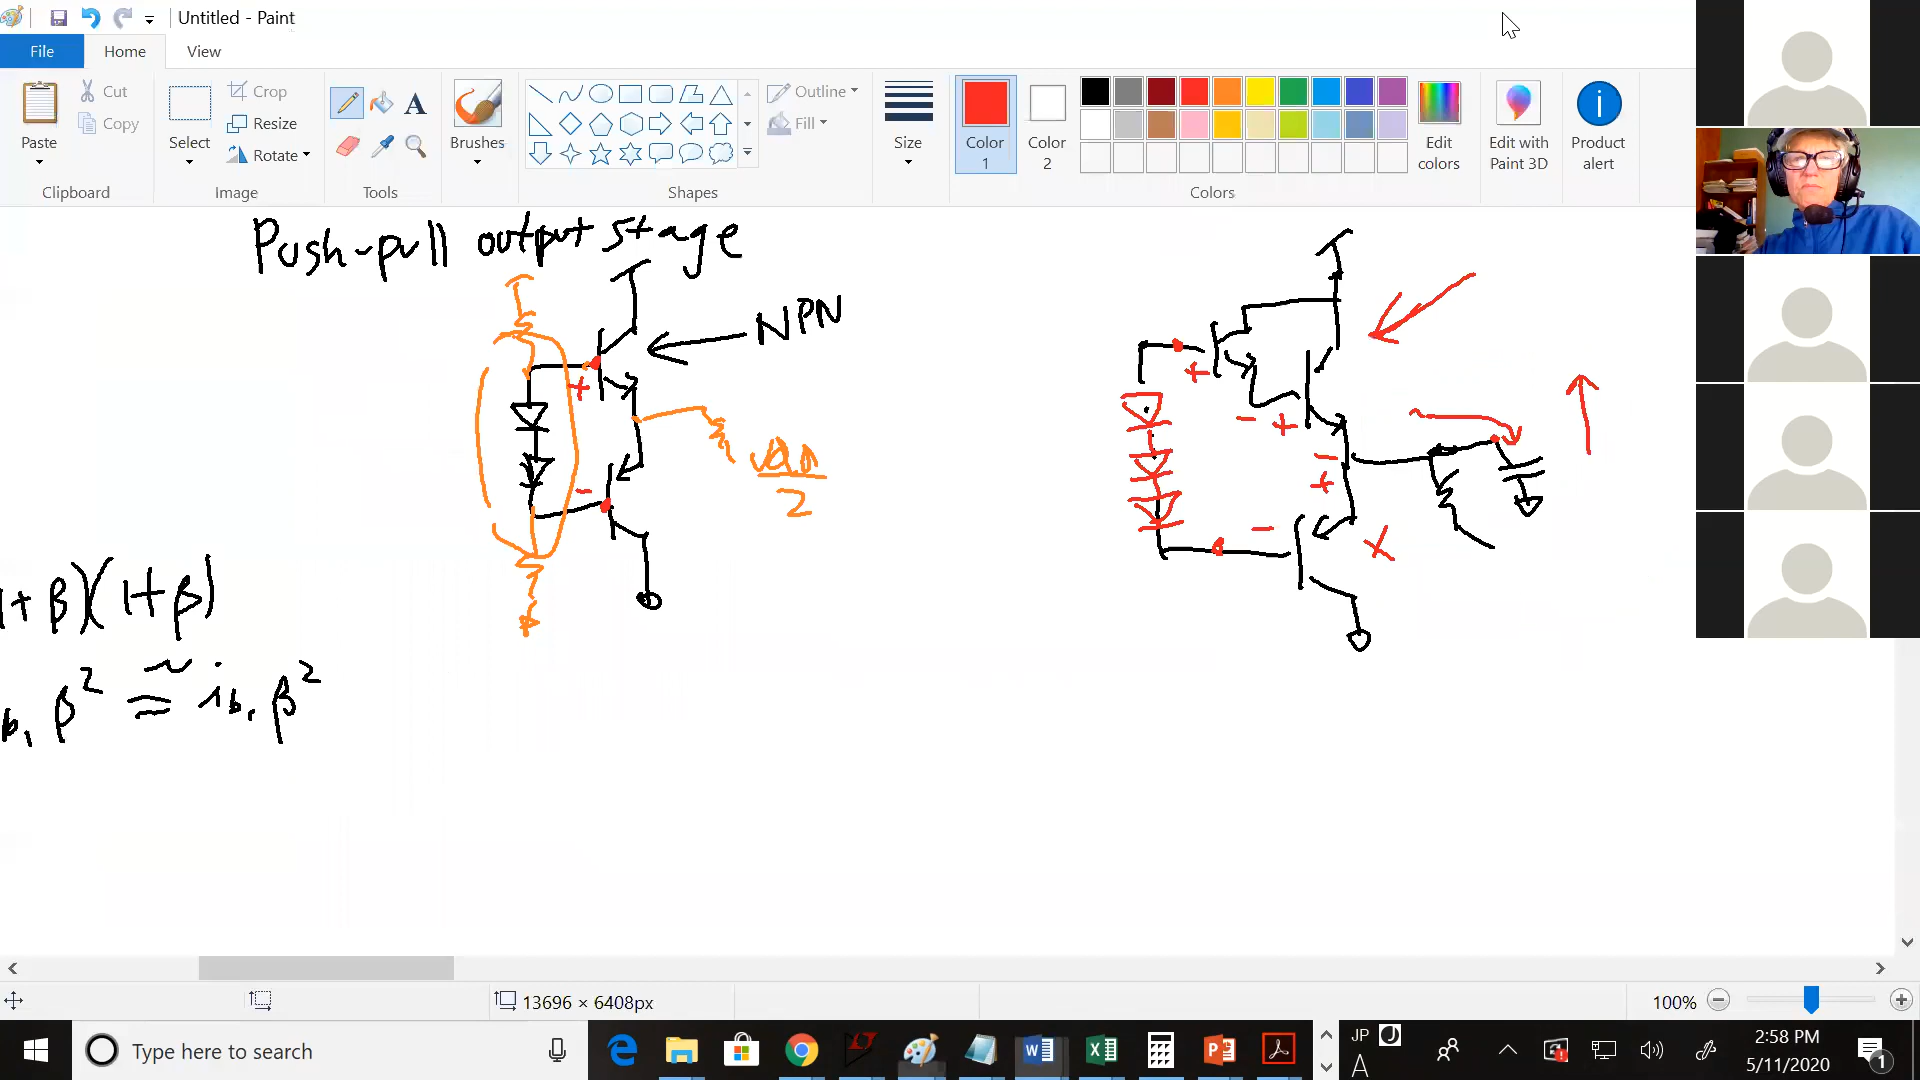 Untitled - Paint
File Home View
Paste
Cut
Copy
Clipboard
Select
Crop
Resize
Rotate
Image
A
Tools
Brushes
Shapes
Outline
Fill
Size
Color 1
Color 2
Colors
Edit colors
Edit with Paint 3D
Product alert
Push-pull output stage
NPN
+
-
2
+
- +
-
+
-
+ β)(1+β)
b1 β² ≅ ib1 β²
13696 × 6408px
100%
Type here to search
JP
A
2:58 PM
5/11/2020
1